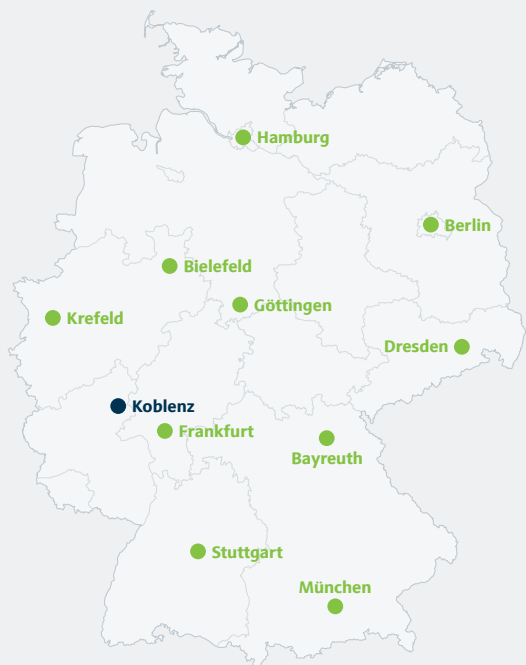 Hamburg
Berlin
Bielefeld
Göttingen
Krefeld
Dresden
Koblenz
Frankfurt
Bayreuth
Stuttgart
München